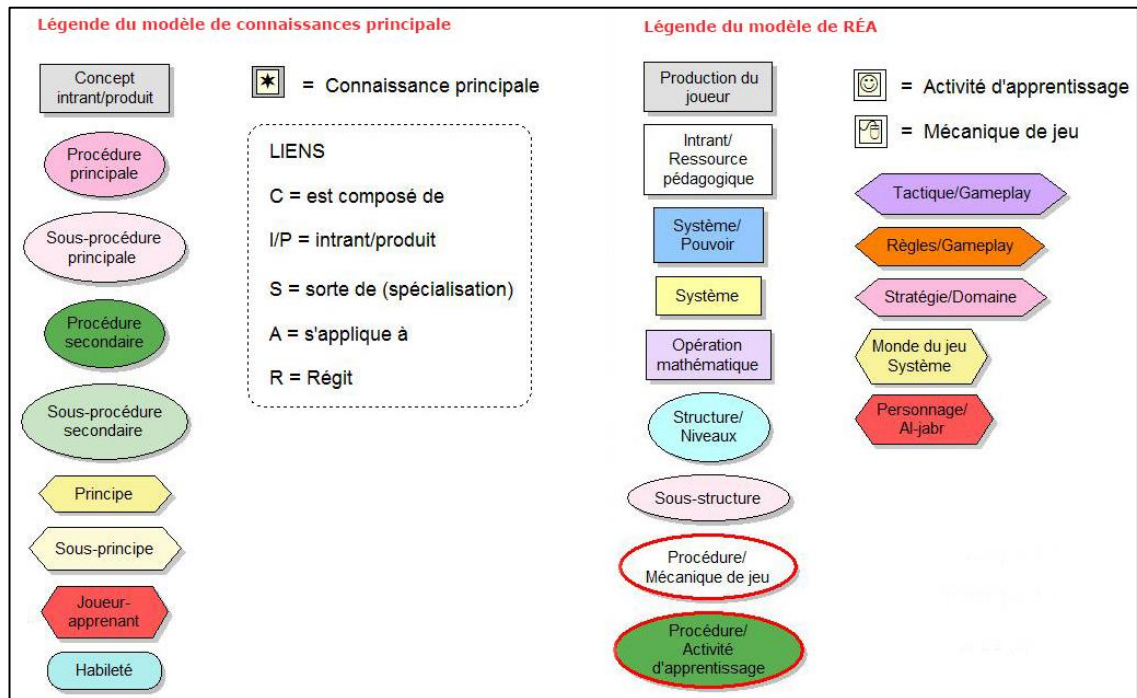 Légende du modèle de connaissances principale
Concept
intrant/produit
Procédure
principale
Sous-procédure
principale
Procédure
secondaire
Sous-procédure
secondaire
Principe
Sous-principe
Joueur-
apprenant
Habileté
= Connaissance principale
LIENS
C = est composé de
I/P = intrant/produit
S = sorte de (spécialisation)
A = s'applique à
R = Régit
Légende du modèle de RÉA
Production du
joueur
Intrant/
Ressource
pédagogique
Système/
Pouvoir
Système
Opération
mathématique
Structure/
Niveaux
Sous-structure
Procédure/
Mécanique de jeu
Procédure/
Activité
d'apprentissage
= Activité d'apprentissage
= Mécanique de jeu
Tactique/Gameplay
Règles/Gameplay
Stratégie/Domaine
Monde du jeu
Système
Personnage/
Al-jabr